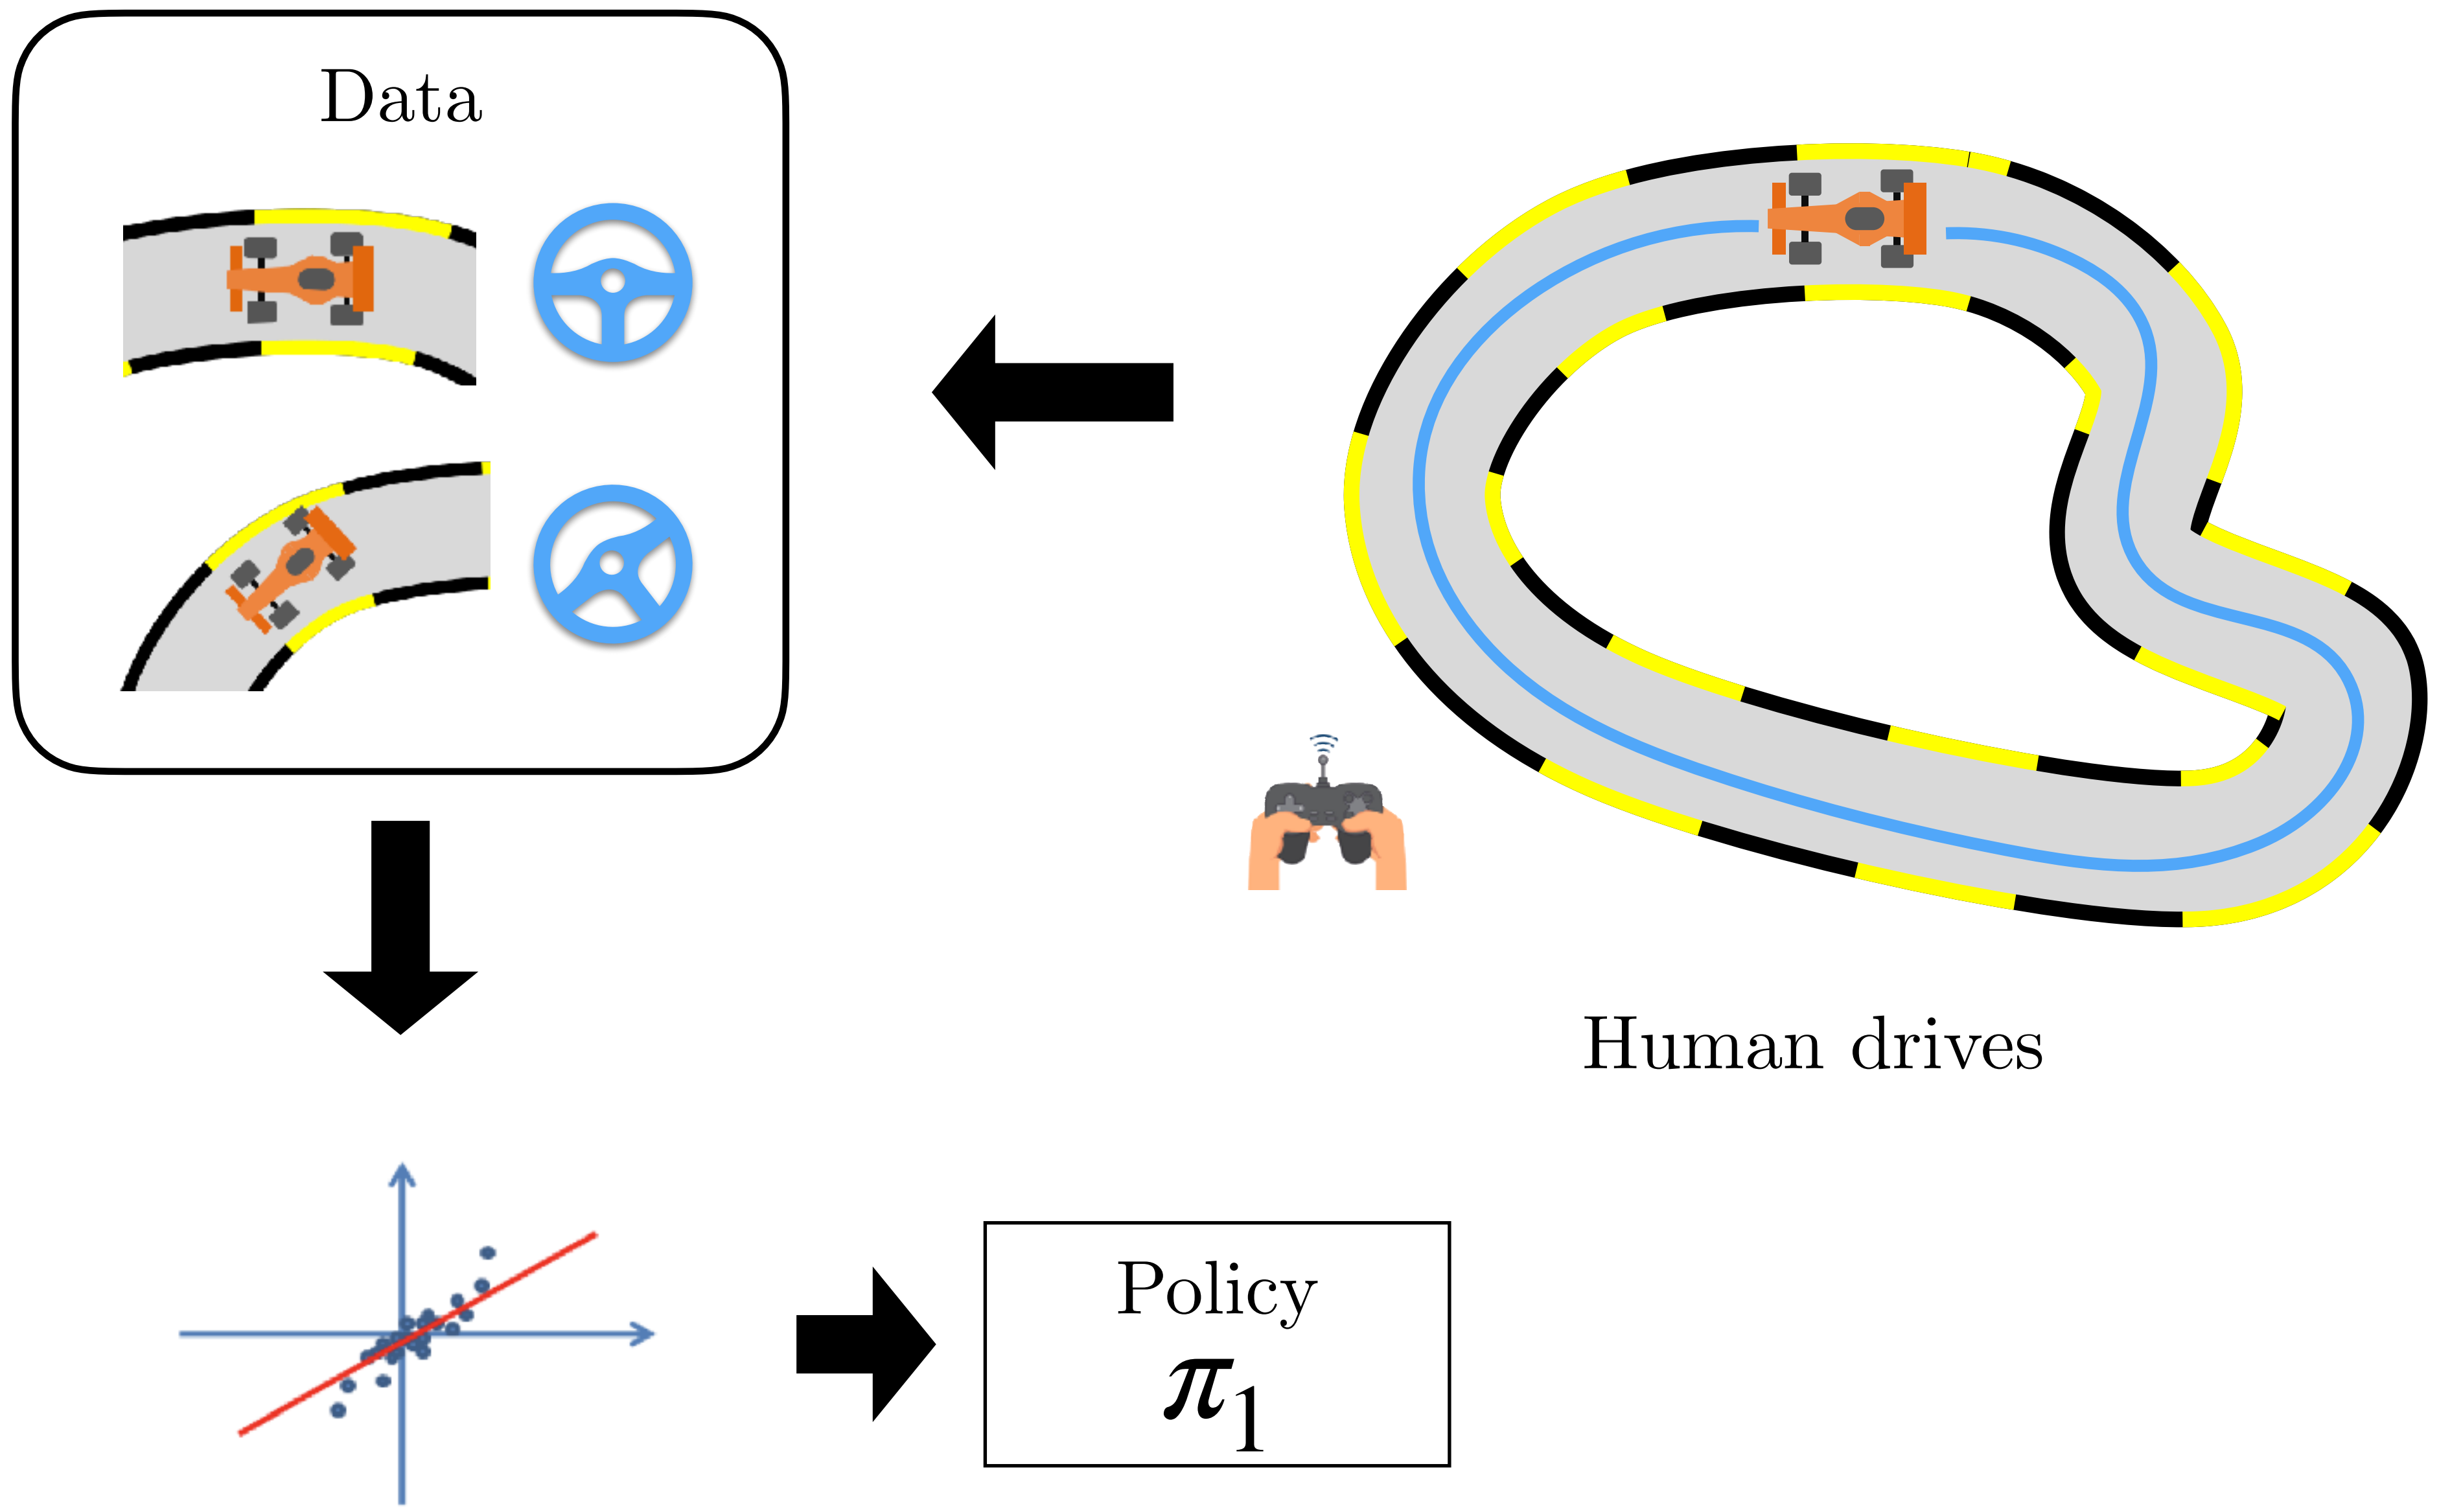 Data
Human drives
Policy
π₁